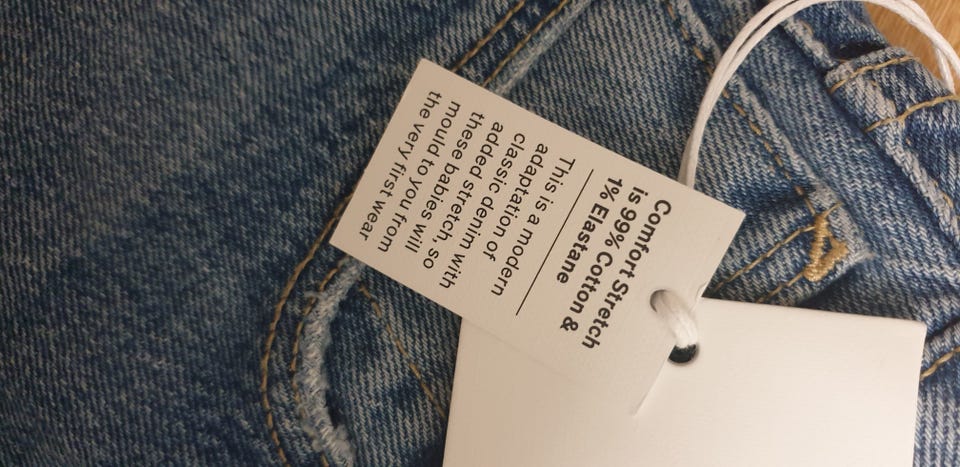 Comfort Stretch
is 99% Cotton &
1% Elastane
This is a modern
adaptation of
classic denim with
added stretch, so
these babies will
mould to you from
the very first wear